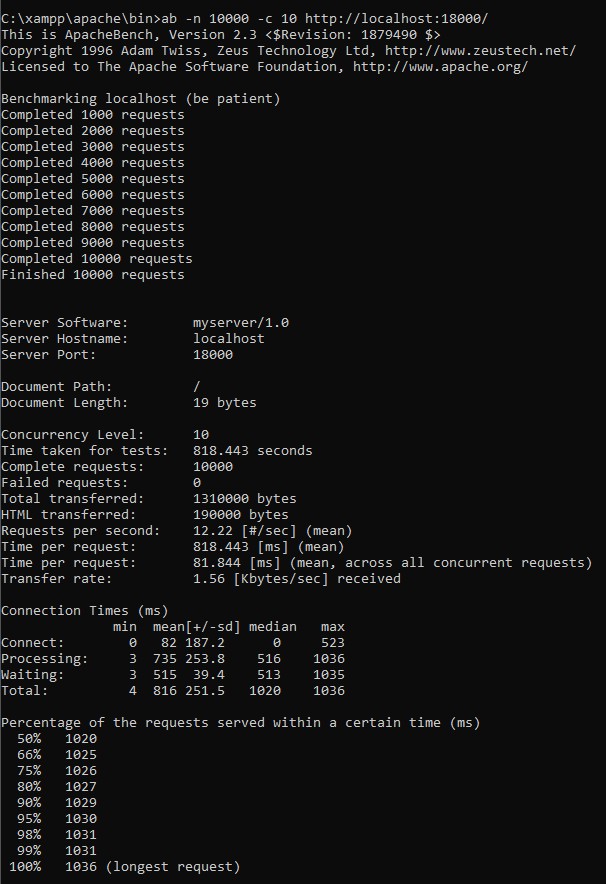 C:\xampp\apache\bin>ab -n 10000 -c 10 http://localhost:18000/
This is ApacheBench, Version 2.3 <$Revision: 1879490 $>
Copyright 1996 Adam Twiss, Zeus Technology Ltd, http://www.zeustech.net/
Licensed to The Apache Software Foundation, http://www.apache.org/

Benchmarking localhost (be patient)
Completed 1000 requests
Completed 2000 requests
Completed 3000 requests
Completed 4000 requests
Completed 5000 requests
Completed 6000 requests
Completed 7000 requests
Completed 8000 requests
Completed 9000 requests
Completed 10000 requests
Finished 10000 requests


Server Software:        myserver/1.0
Server Hostname:        localhost
Server Port:            18000

Document Path:          /
Document Length:        19 bytes

Concurrency Level:      10
Time taken for tests:   818.443 seconds
Complete requests:      10000
Failed requests:        0
Total transferred:      1310000 bytes
HTML transferred:       190000 bytes
Requests per second:    12.22 [#/sec] (mean)
Time per request:       818.443 [ms] (mean)
Time per request:       81.844 [ms] (mean, across all concurrent requests)
Transfer rate:          1.56 [Kbytes/sec] received

Connection Times (ms)
              min  mean[+/-sd] median   max
Connect:        0   82 187.2      0     523
Processing:     3  735 253.8    516    1036
Waiting:        3  515  39.4    513    1035
Total:          4  816 251.5   1020    1036

Percentage of the requests served within a certain time (ms)
  50%   1020
  66%   1025
  75%   1026
  80%   1027
  90%   1029
  95%   1030
  98%   1031
  99%   1031
 100%   1036 (longest request)